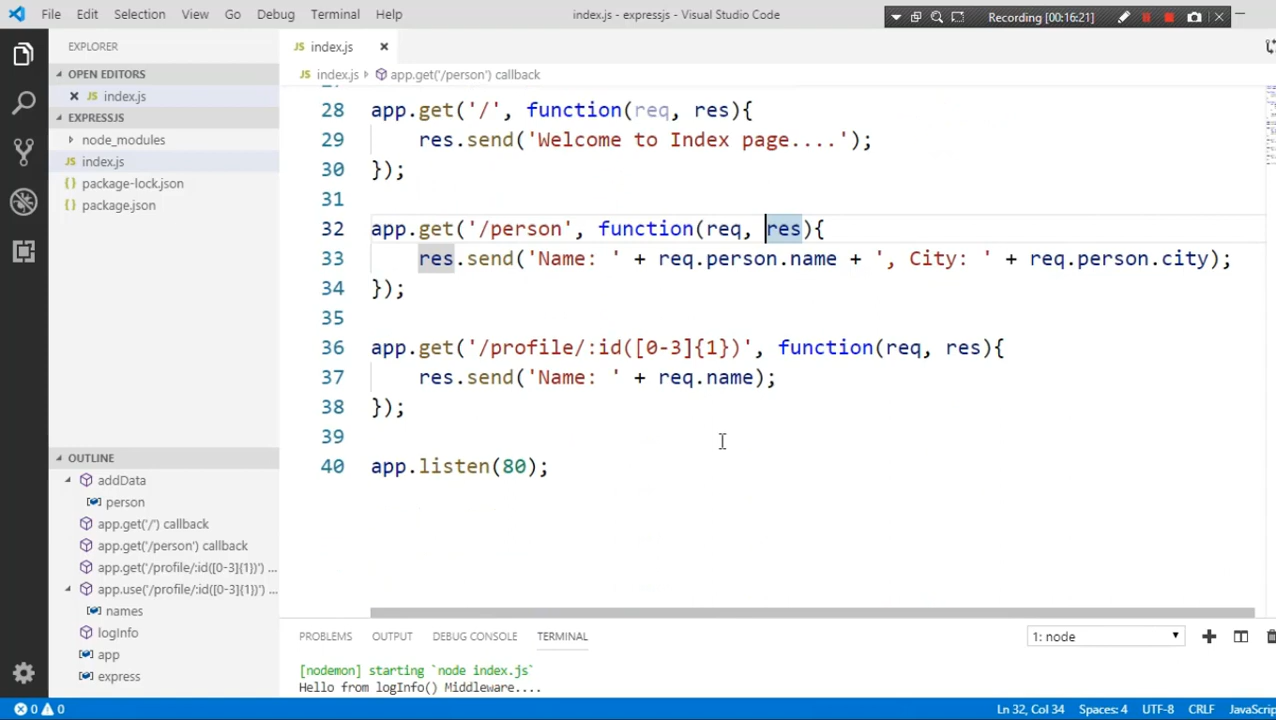 File Edit Selection View Go Debug Terminal Help
index.js - expressjs - Visual Studio Code
Recording [00:16:21]
EXPLORER
OPEN EDITORS
JS index.js
EXPRESSJS
node_modules
index.js
{} package-lock.json
{} package.json
OUTLINE
addData
person
app.get('/') callback
app.get('/person') callback
app.get('/profile/:id([0-3]{1})') ...
app.use('/profile/:id([0-3]{1})') ...
names
logInfo
app
express
JS index.js
JS index.js app.get('/person') callback
28 app.get('/', function(req, res){
29 res.send('Welcome to Index page....');
30 });
31
32 app.get('/person', function(req, res){
33 res.send('Name: ' + req.person.name + ', City: ' + req.person.city);
34 });
35
36 app.get('/profile/:id([0-3]{1})', function(req, res){
37 res.send('Name: ' + req.name);
38 });
39
40 app.listen(80);
PROBLEMS OUTPUT DEBUG CONSOLE TERMINAL
1: node
[nodemon] starting `node index.js`
Hello from logInfo() Middleware....
0 0
Ln 32, Col 34 Spaces: 4 UTF-8 CRLF JavaScrip